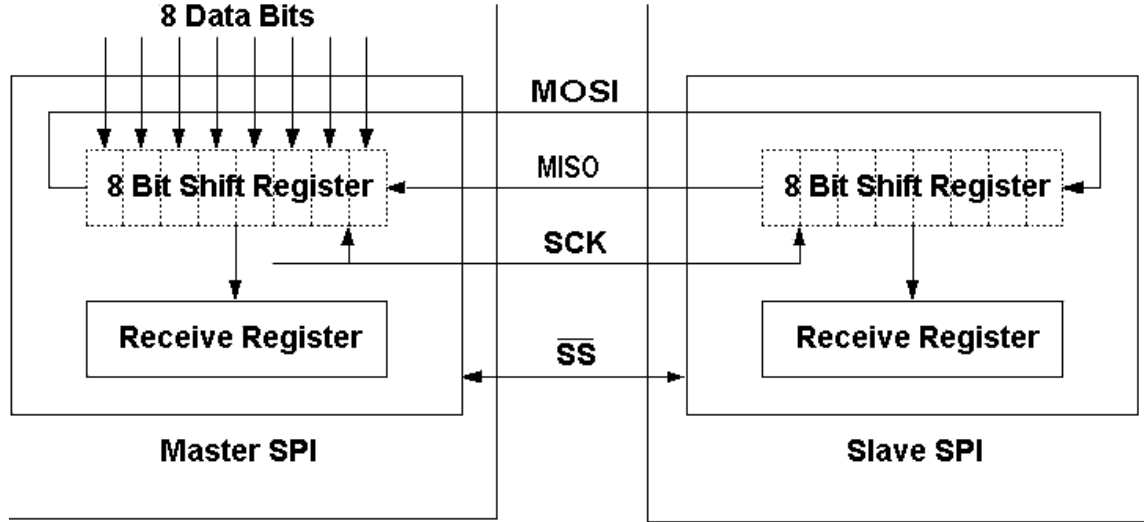 8 Data Bits
MOSI
8 Bit Shift Register
MISO
8 Bit Shift Register
SCK
Receive Register
SS
Receive Register
Master SPI
Slave SPI